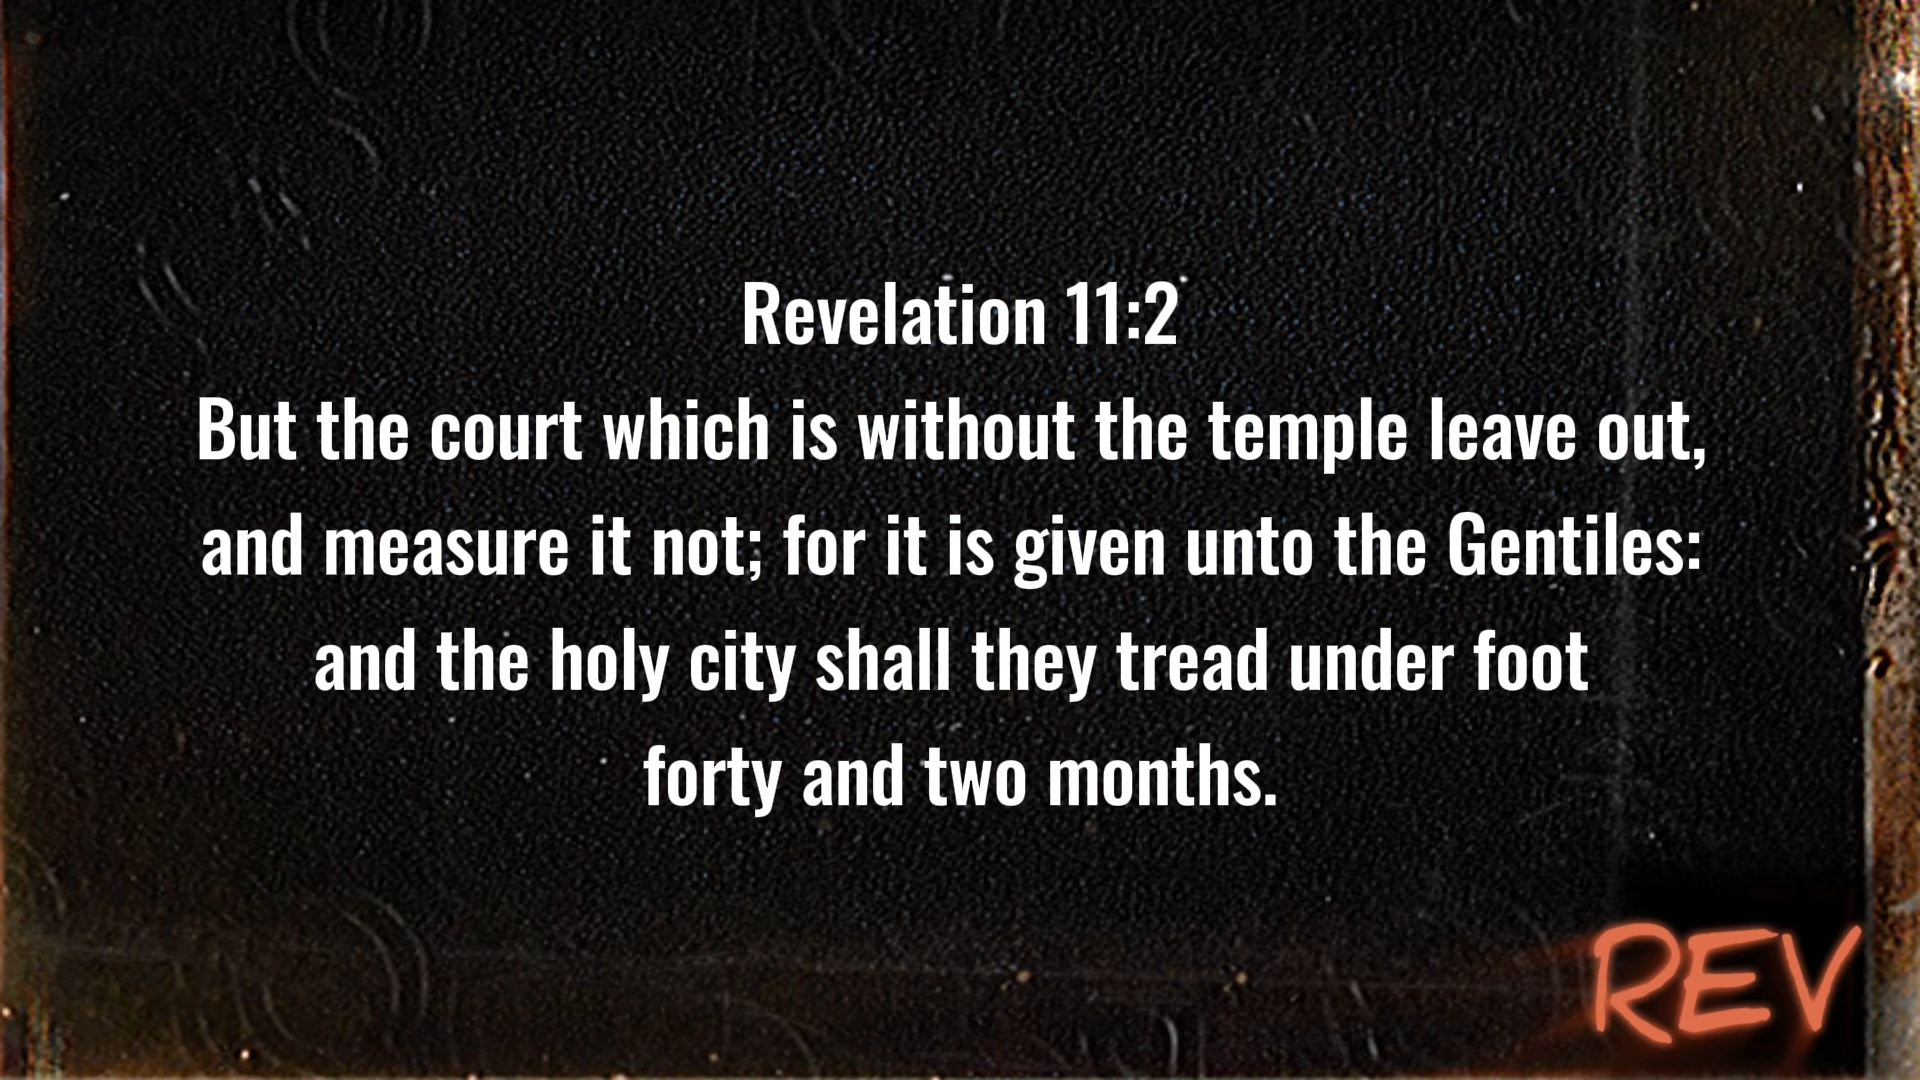 Revelation 11:2
But the court which is without the temple leave out,
and measure it not; for it is given unto the Gentiles:
and the holy city shall they tread under foot
forty and two months.
REV